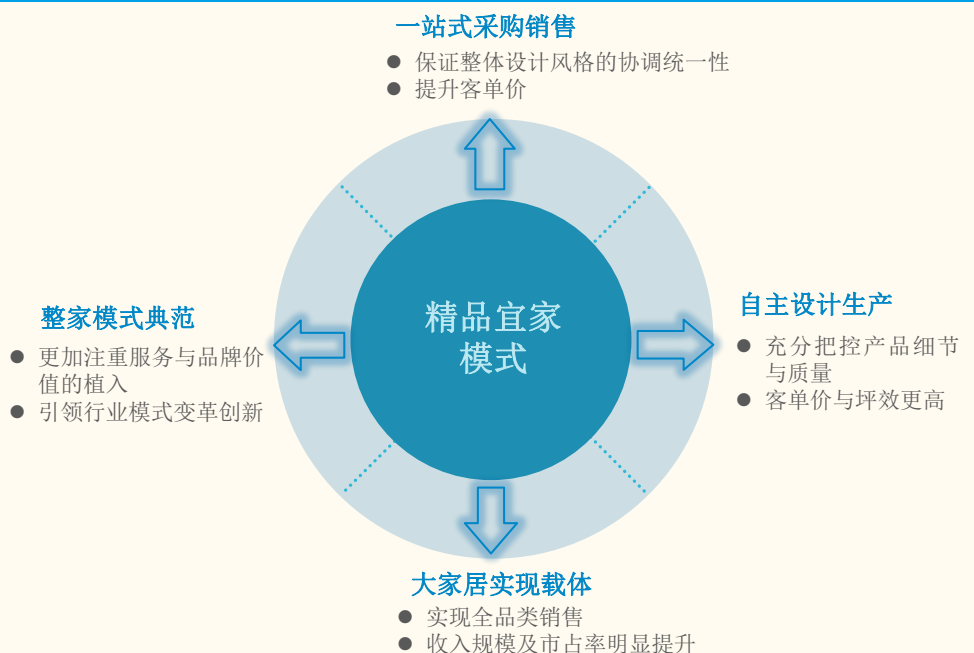 一站式采购销售
● 保证整体设计风格的协调统一性
● 提升客单价
整家模式典范
● 更加注重服务与品牌价
值的植入
● 引领行业模式变革创新
精品宜家
模式
自主设计生产
● 充分把控产品细节
与质量
● 客单价与坪效更高
大家居实现载体
● 实现全品类销售
● 收入规模及市占率明显提升